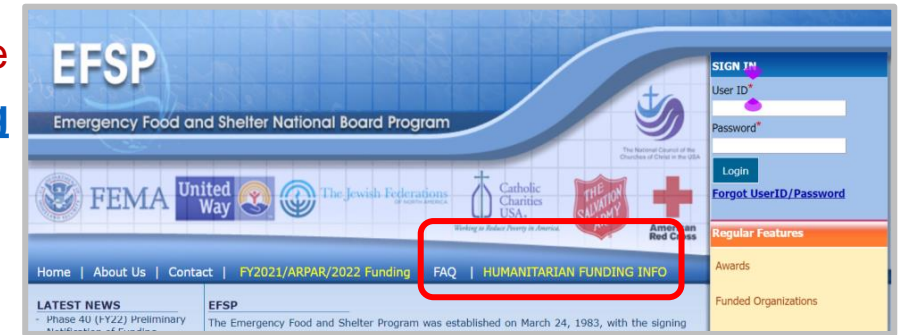 e
g
EFSP
Emergency Food and Shelter National Board Program
The National Council of the
Churches of Christ in the USA
FEMA
United
Way
The Jewish Federations
OF NORTH AMERICA
Catholic
Charities
USA.
Working to Reduce Poverty in America.
THE
SALVATION
ARMY
American
Red Cross
Home | About Us | Contact | FY2021/ARPAR/2022 Funding FAQ | HUMANITARIAN FUNDING INFO
LATEST NEWS
- Phase 40 (FY22) Preliminary
Notification of Funding
EFSP
The Emergency Food and Shelter Program was established on March 24, 1983, with the signing
SIGN IN
User ID*
Password*
Login
Forgot UserID/Password
Regular Features
Awards
Funded Organizations